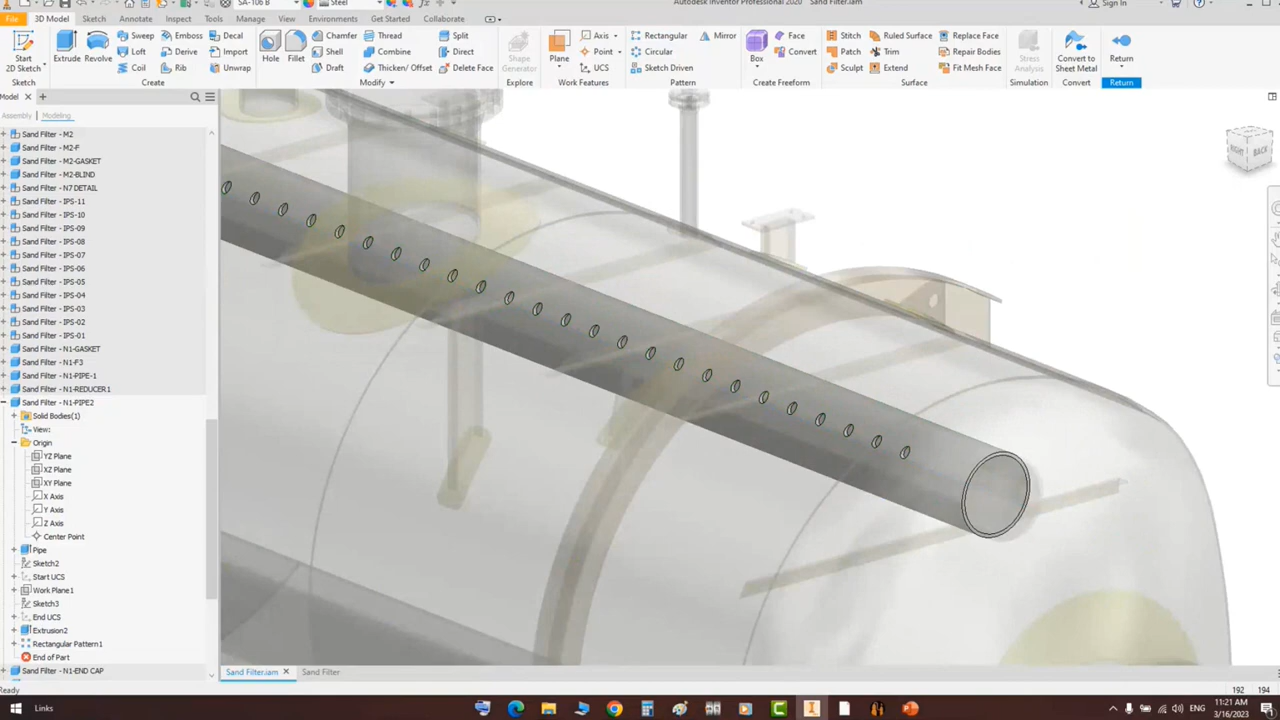 SA-106 B
Steel
Autodesk Inventor Professional 2020 Sand Filter.iam
Sign In
File 3D Model Sketch Annotate Inspect Tools Manage View Environments Get Started Collaborate
Start
2D Sketch
Sketch
Extrude
Revolve
Sweep
Loft
Coil
Emboss
Derive
Rib
Decal
Import
Unwrap
Create
Hole
Fillet
Chamfer
Shell
Draft
Thread
Combine
Thicken/ Offset
Split
Direct
Delete Face
Modify
Shape
Generator
Explore
Plane
Axis
Point
UCS
Work Features
Rectangular
Circular
Sketch Driven
Mirror
Pattern
Box
Face
Convert
Create Freeform
Stitch
Patch
Sculpt
Ruled Surface
Trim
Extend
Replace Face
Repair Bodies
Fit Mesh Face
Surface
Stress
Analysis
Simulation
Convert to
Sheet Metal
Convert
Return
Return
Model
Assembly Modeling
Sand Filter - M2
Sand Filter - M2-F
Sand Filter - M2-GASKET
Sand Filter - M2-BLIND
Sand Filter - N7 DETAIL
Sand Filter - IPS-11
Sand Filter - IPS-10
Sand Filter - IPS-09
Sand Filter - IPS-08
Sand Filter - IPS-07
Sand Filter - IPS-06
Sand Filter - IPS-05
Sand Filter - IPS-04
Sand Filter - IPS-03
Sand Filter - IPS-02
Sand Filter - IPS-01
Sand Filter - N1-GASKET
Sand Filter - N1-F3
Sand Filter - N1-PIPE-1
Sand Filter - N1-REDUCER1
Sand Filter - N1-PIPE2
Solid Bodies(1)
View:
Origin
YZ Plane
XZ Plane
XY Plane
X Axis
Y Axis
Z Axis
Center Point
Pipe
Sketch2
Start UCS
Work Plane1
Sketch3
End UCS
Extrusion2
Rectangular Pattern1
End of Part
Sand Filter - N1-END CAP
RIGHT BACK
Sand Filter.iam Sand Filter
Ready
192 194
Links
ENG
11:21 AM
3/16/2023